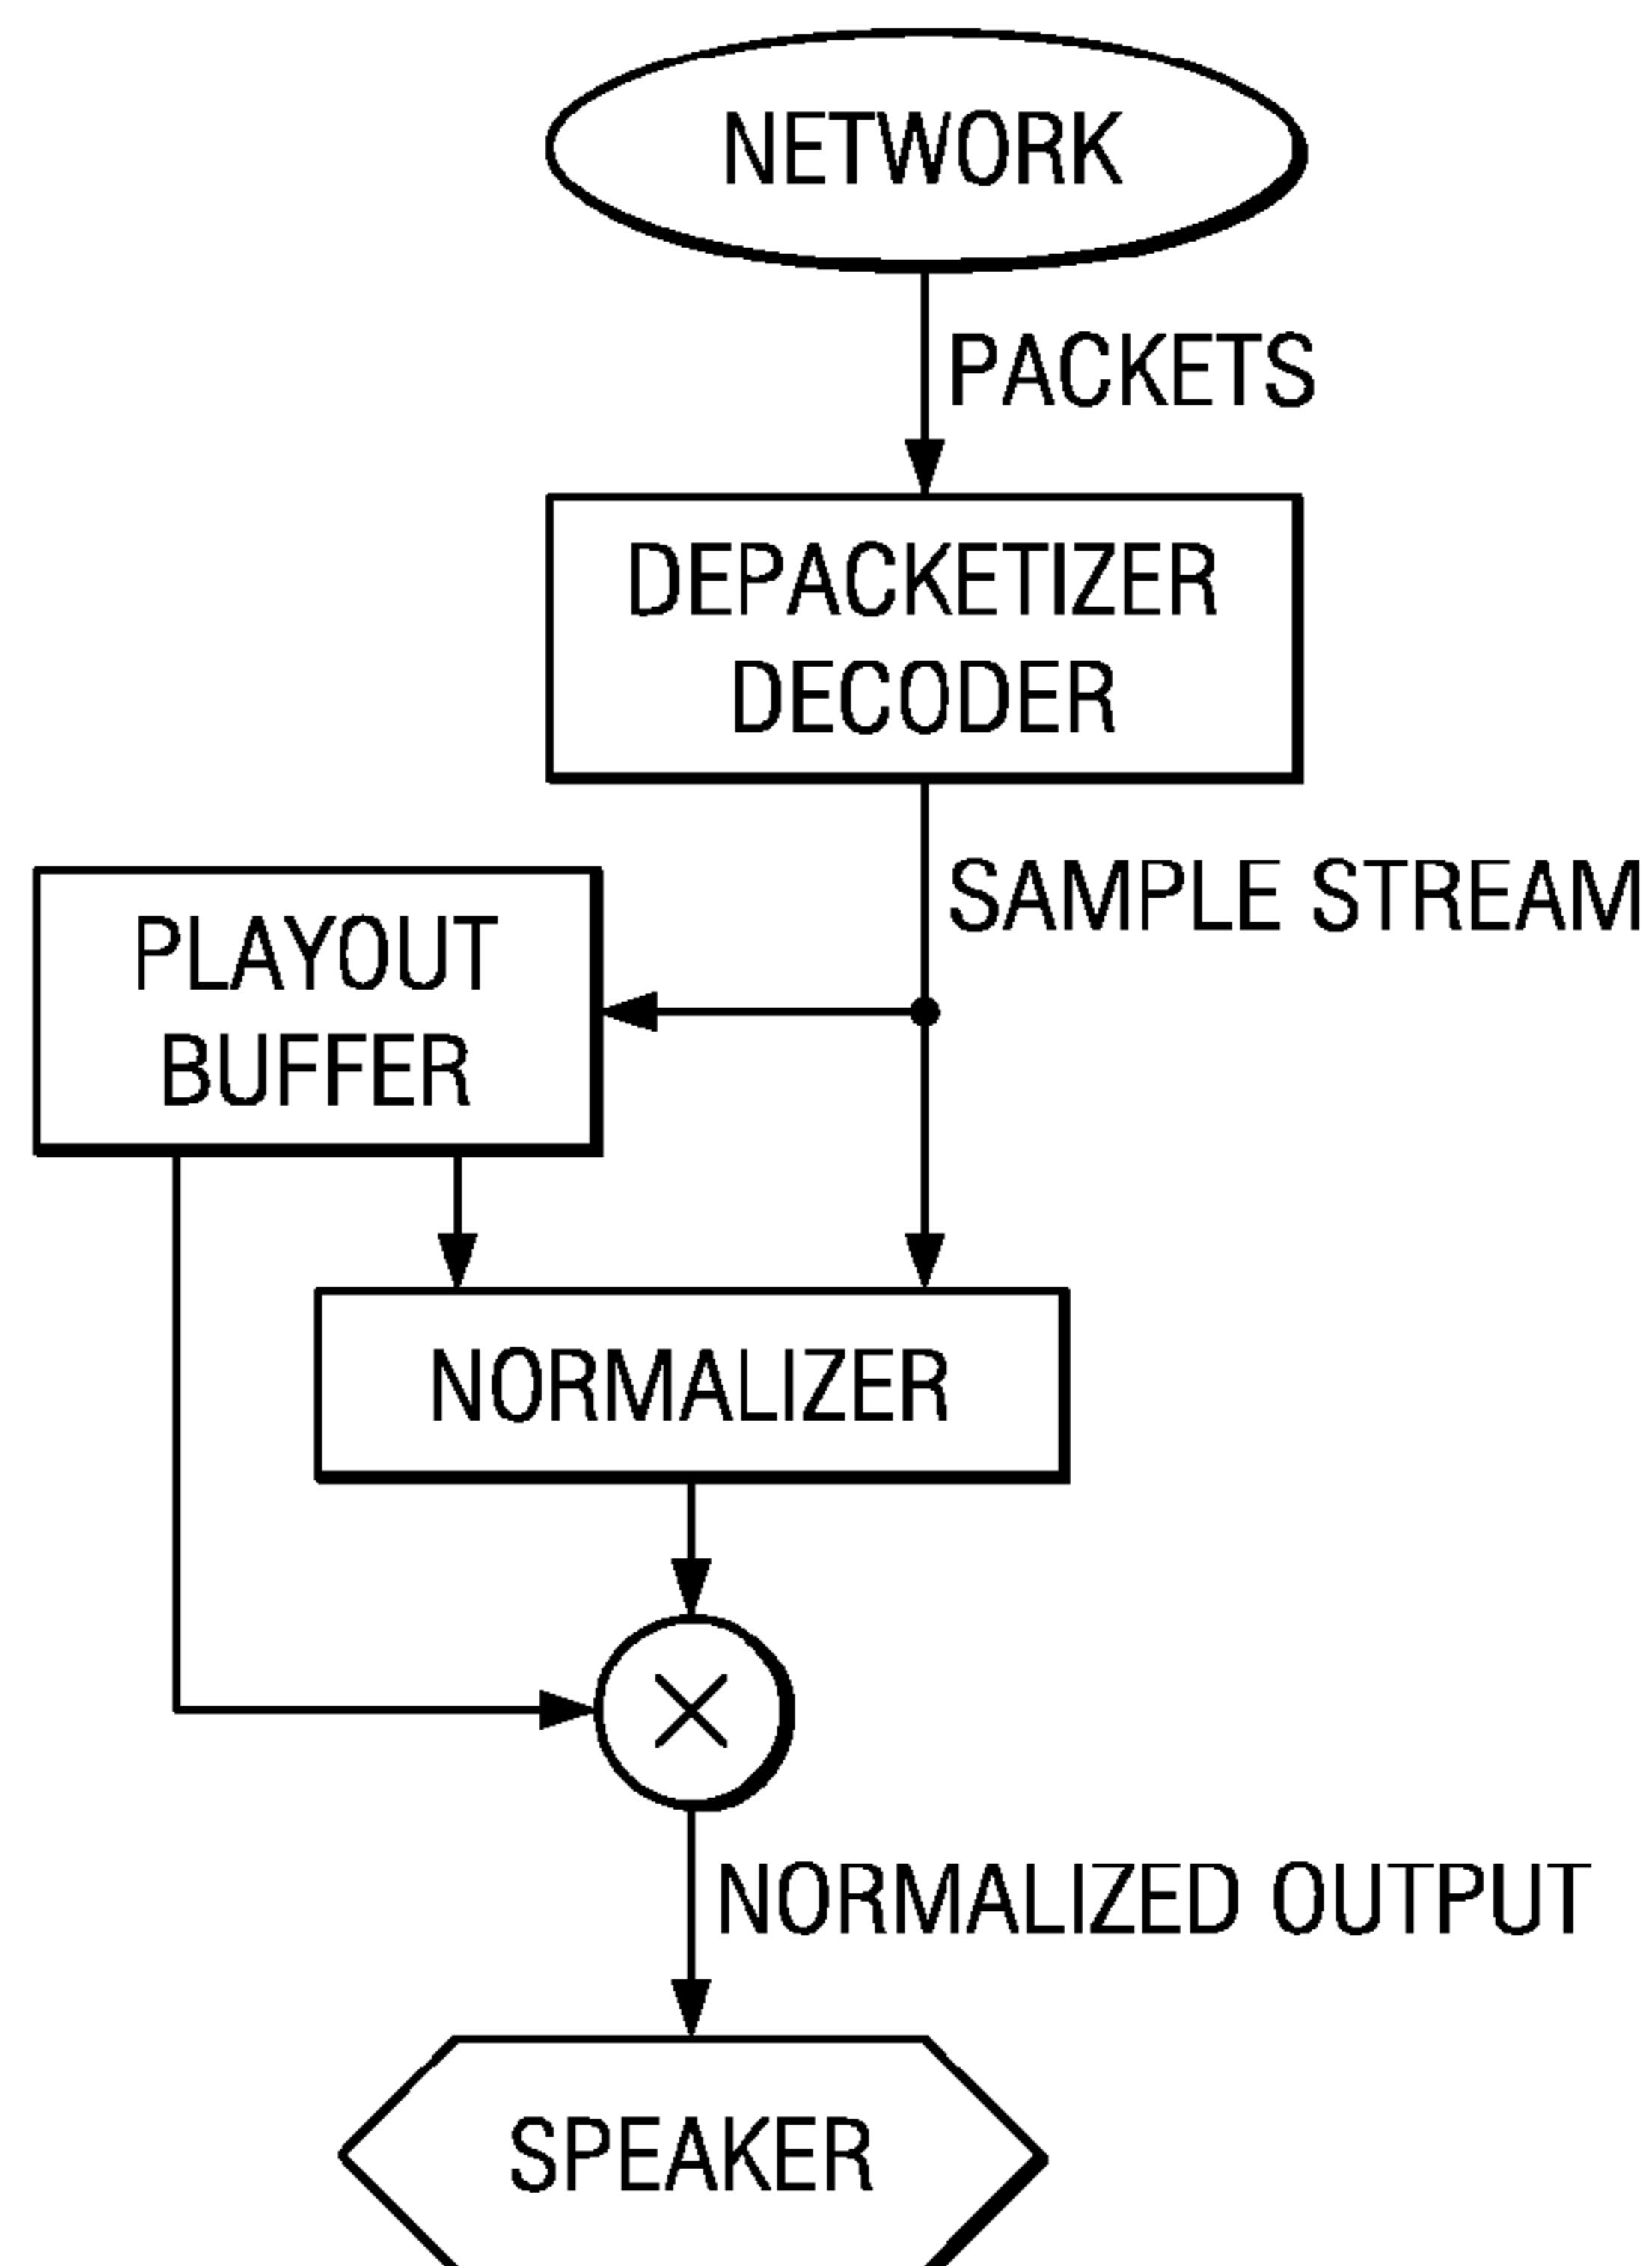 NETWORK
PACKETS
DEPACKETIZER
DECODER
SAMPLE STREAM
PLAYOUT
BUFFER
NORMALIZER
NORMALIZED OUTPUT
SPEAKER